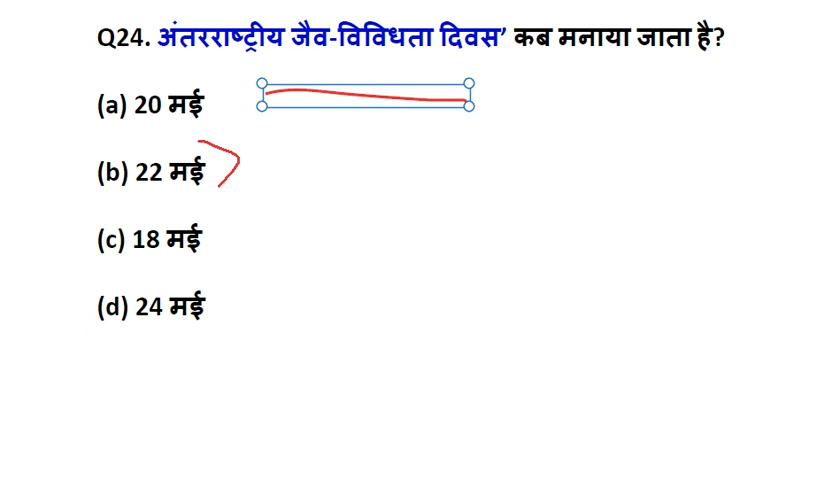 Q24. अंतरराष्ट्रीय जैव-विविधता दिवस’ कब मनाया जाता है?
(a) 20 मई
(b) 22 मई
(c) 18 मई
(d) 24 मई